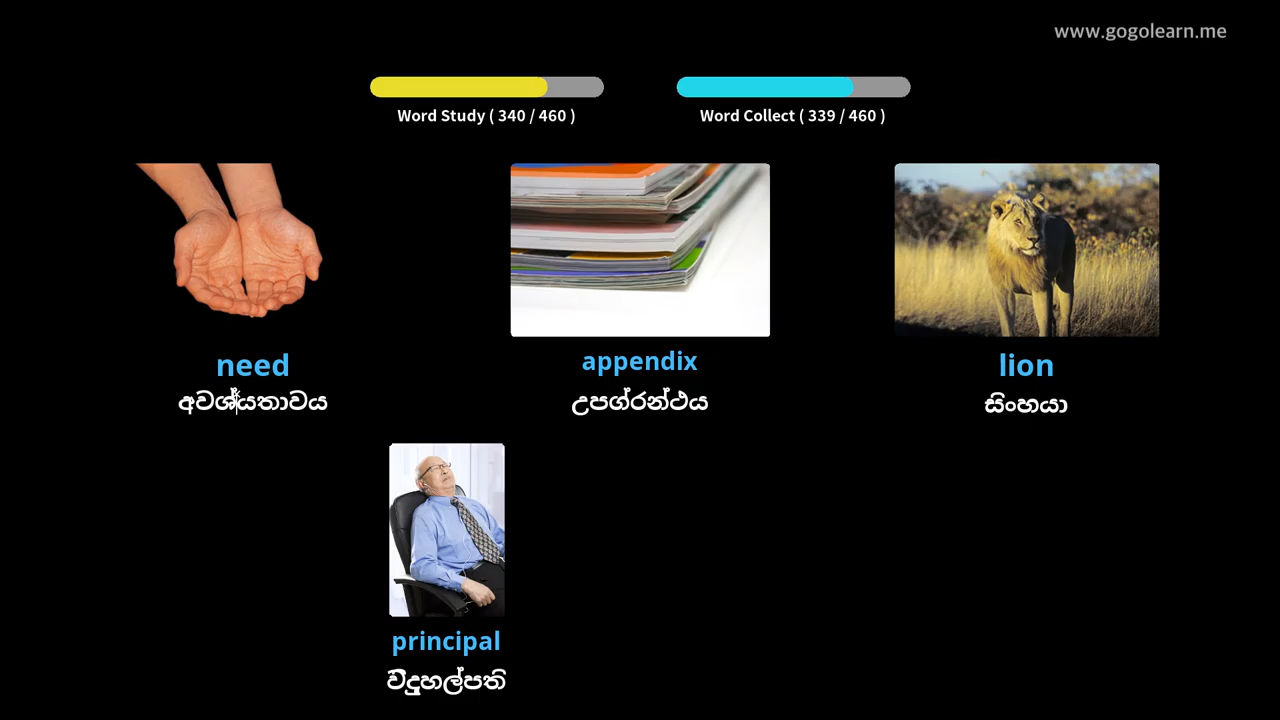 www.gogolearn.me
Word Study ( 340 / 460 )
Word Collect ( 339 / 460 )
need
අවශ්‍යතාවය
appendix
උපග්රන්ථය
lion
සිංහයා
principal
විදුහල්පති